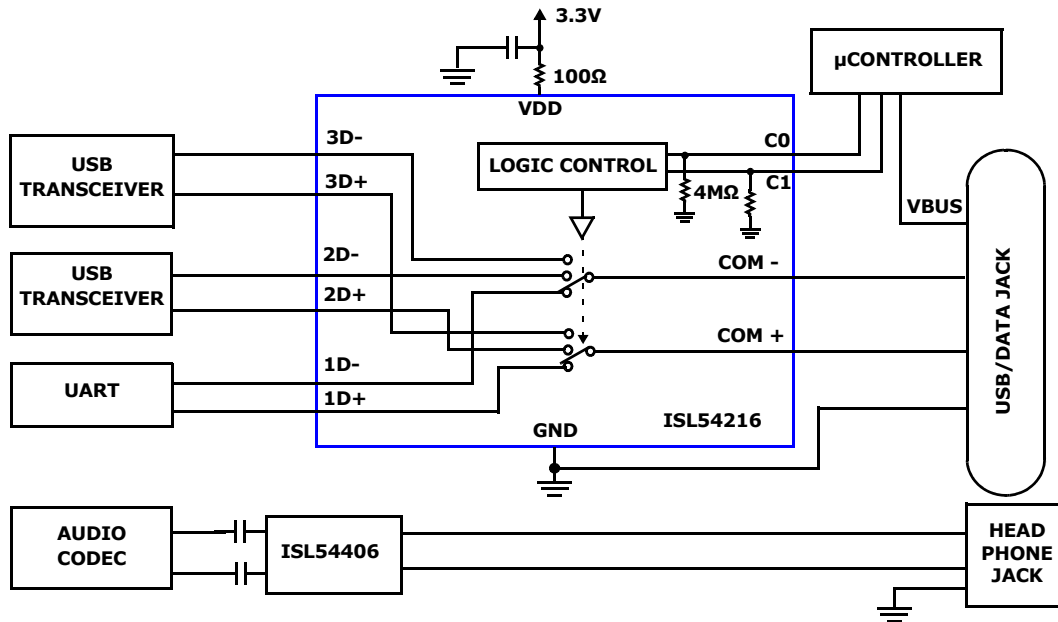 3.3V
100Ω
µCONTROLLER
VDD
3D-
C0
USB
TRANSCEIVER
LOGIC CONTROL
3D+
4MΩ
C1
VBUS
2D-
COM -
USB
TRANSCEIVER
2D+
COM +
USB/DATA JACK
1D-
UART
1D+
GND
ISL54216
AUDIO
CODEC
ISL54406
HEAD
PHONE
JACK